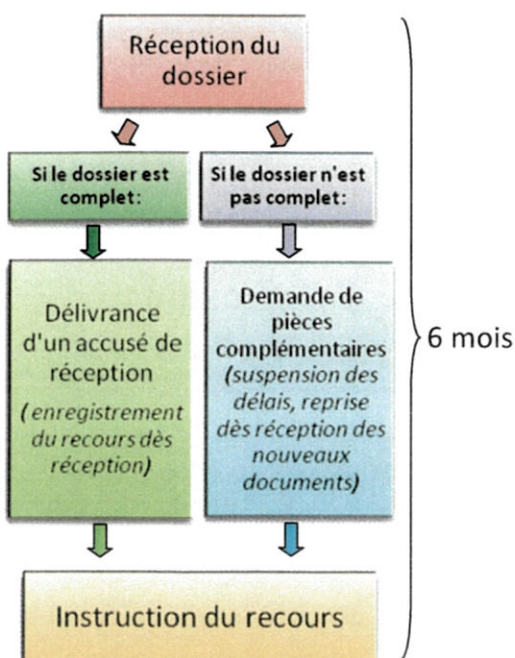 Réception du
dossier
Si le dossier est
complet:
Si le dossier n'est
pas complet:
Délivrance
d'un accusé de
réception
(enregistrement
du recours dès
réception)
Demande de
pièces
complémentaires
(suspension des
délais, reprise
dès réception des
nouveaux
documents)
6 mois
Instruction du recours